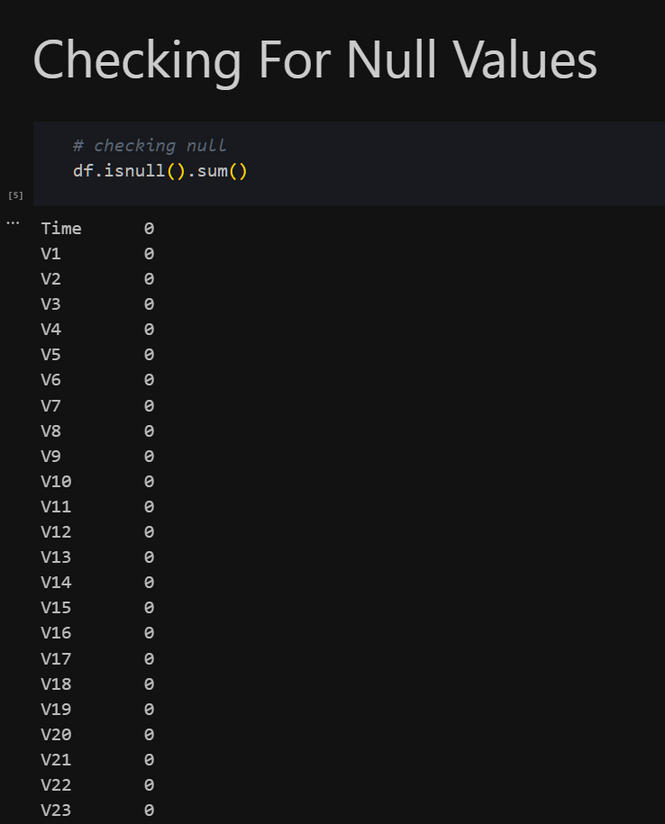 Checking For Null Values
# checking null
df.isnull().sum()
[5]
...
Time 0
V1 0
V2 0
V3 0
V4 0
V5 0
V6 0
V7 0
V8 0
V9 0
V10 0
V11 0
V12 0
V13 0
V14 0
V15 0
V16 0
V17 0
V18 0
V19 0
V20 0
V21 0
V22 0
V23 0